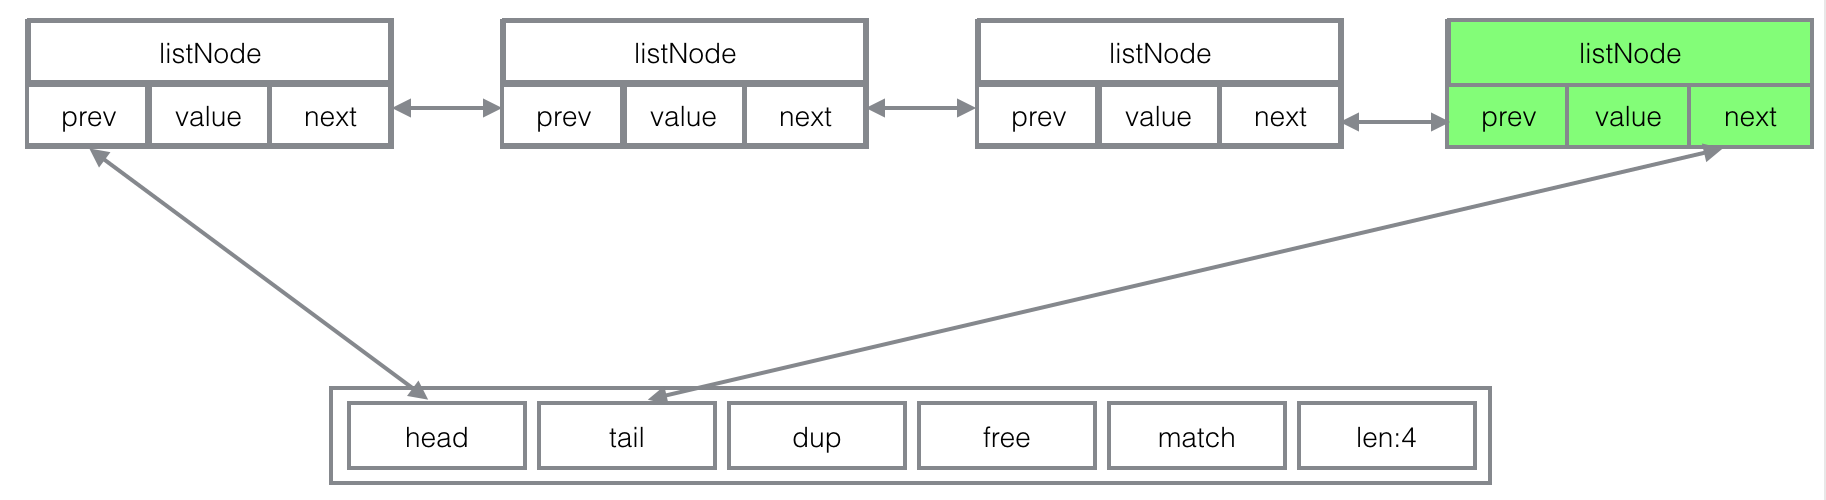 listNode listNode listNode listNode
prev value next prev value next prev value next prev value next
head tail dup free match len:4